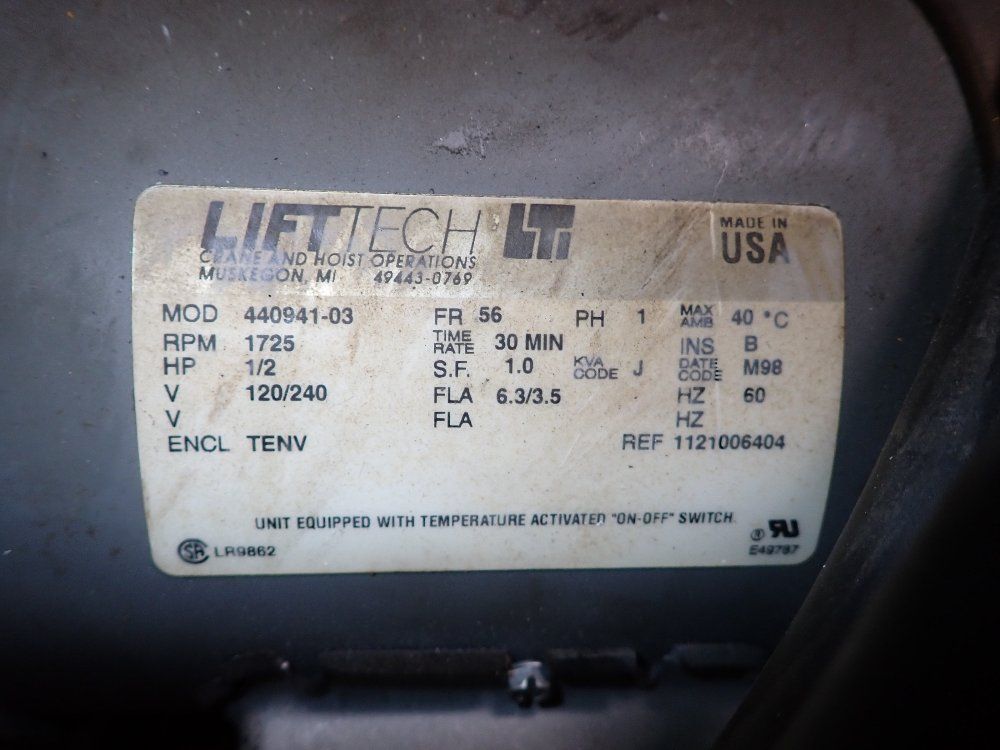 LIFTTECH LTI
CRANE AND HOIST OPERATIONS
MUSKEGON, MI 49443-0769
MADE IN
USA
MOD 440941-03 FR 56 PH 1 MAX AMB 40 °C
RPM 1725 TIME RATE 30 MIN INS B
HP 1/2 S.F. 1.0 KVA CODE J DATE CODE M98
V 120/240 FLA 6.3/3.5 HZ 60
V FLA HZ
ENCL TENV REF 1121006404
UNIT EQUIPPED WITH TEMPERATURE ACTIVATED "ON-OFF" SWITCH.
SA LR9862 ® RU
E49787